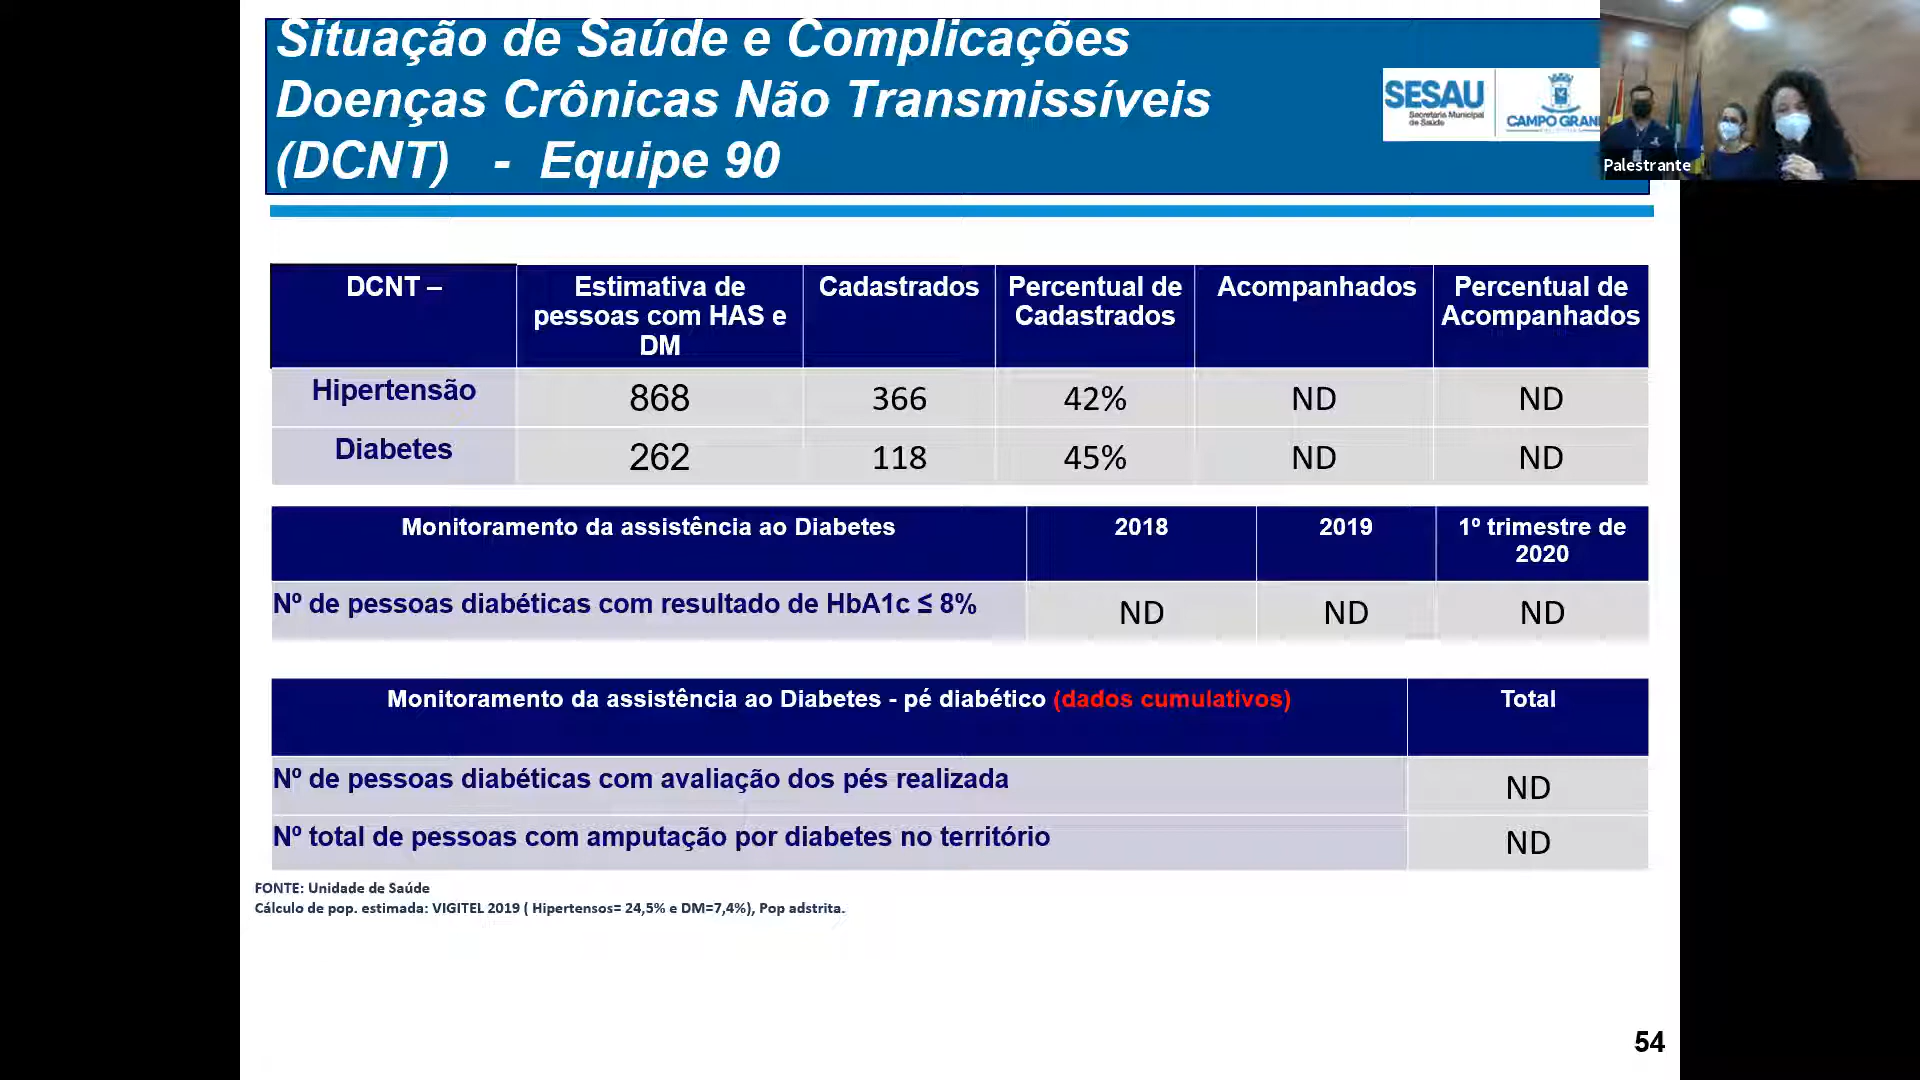 Situação de Saúde e Complicações
Doenças Crônicas Não Transmissíveis
(DCNT) - Equipe 90
SESAU
Secretaria Municipal
de Saúde
CAMPO GRAN
Palestrante
DCNT –
Estimativa de
pessoas com HAS e
DM
Cadastrados
Percentual de
Cadastrados
Acompanhados
Percentual de
Acompanhados
Hipertensão 868 366 42% ND ND
Diabetes 262 118 45% ND ND
Monitoramento da assistência ao Diabetes
2018
2019
1º trimestre de
2020
Nº de pessoas diabéticas com resultado de HbA1c ≤ 8% ND ND ND
Monitoramento da assistência ao Diabetes - pé diabético (dados cumulativos) Total
Nº de pessoas diabéticas com avaliação dos pés realizada ND
Nº total de pessoas com amputação por diabetes no território ND
FONTE: Unidade de Saúde
Cálculo de pop. estimada: VIGITEL 2019 ( Hipertensos= 24,5% e DM=7,4%), Pop adstrita.
54